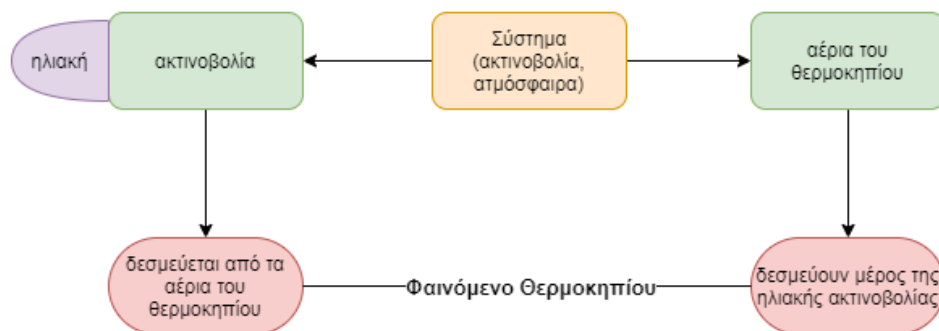 ηλιακή
ακτινοβολία
Σύστημα
(ακτινοβολία,
ατμόσφαιρα)
αέρια του
θερμοκηπίου
δεσμεύεται από τα
αέρια του
θερμοκηπίου
Φαινόμενο Θερμοκηπίου
δεσμεύουν μέρος της
ηλιακής ακτινοβολίας